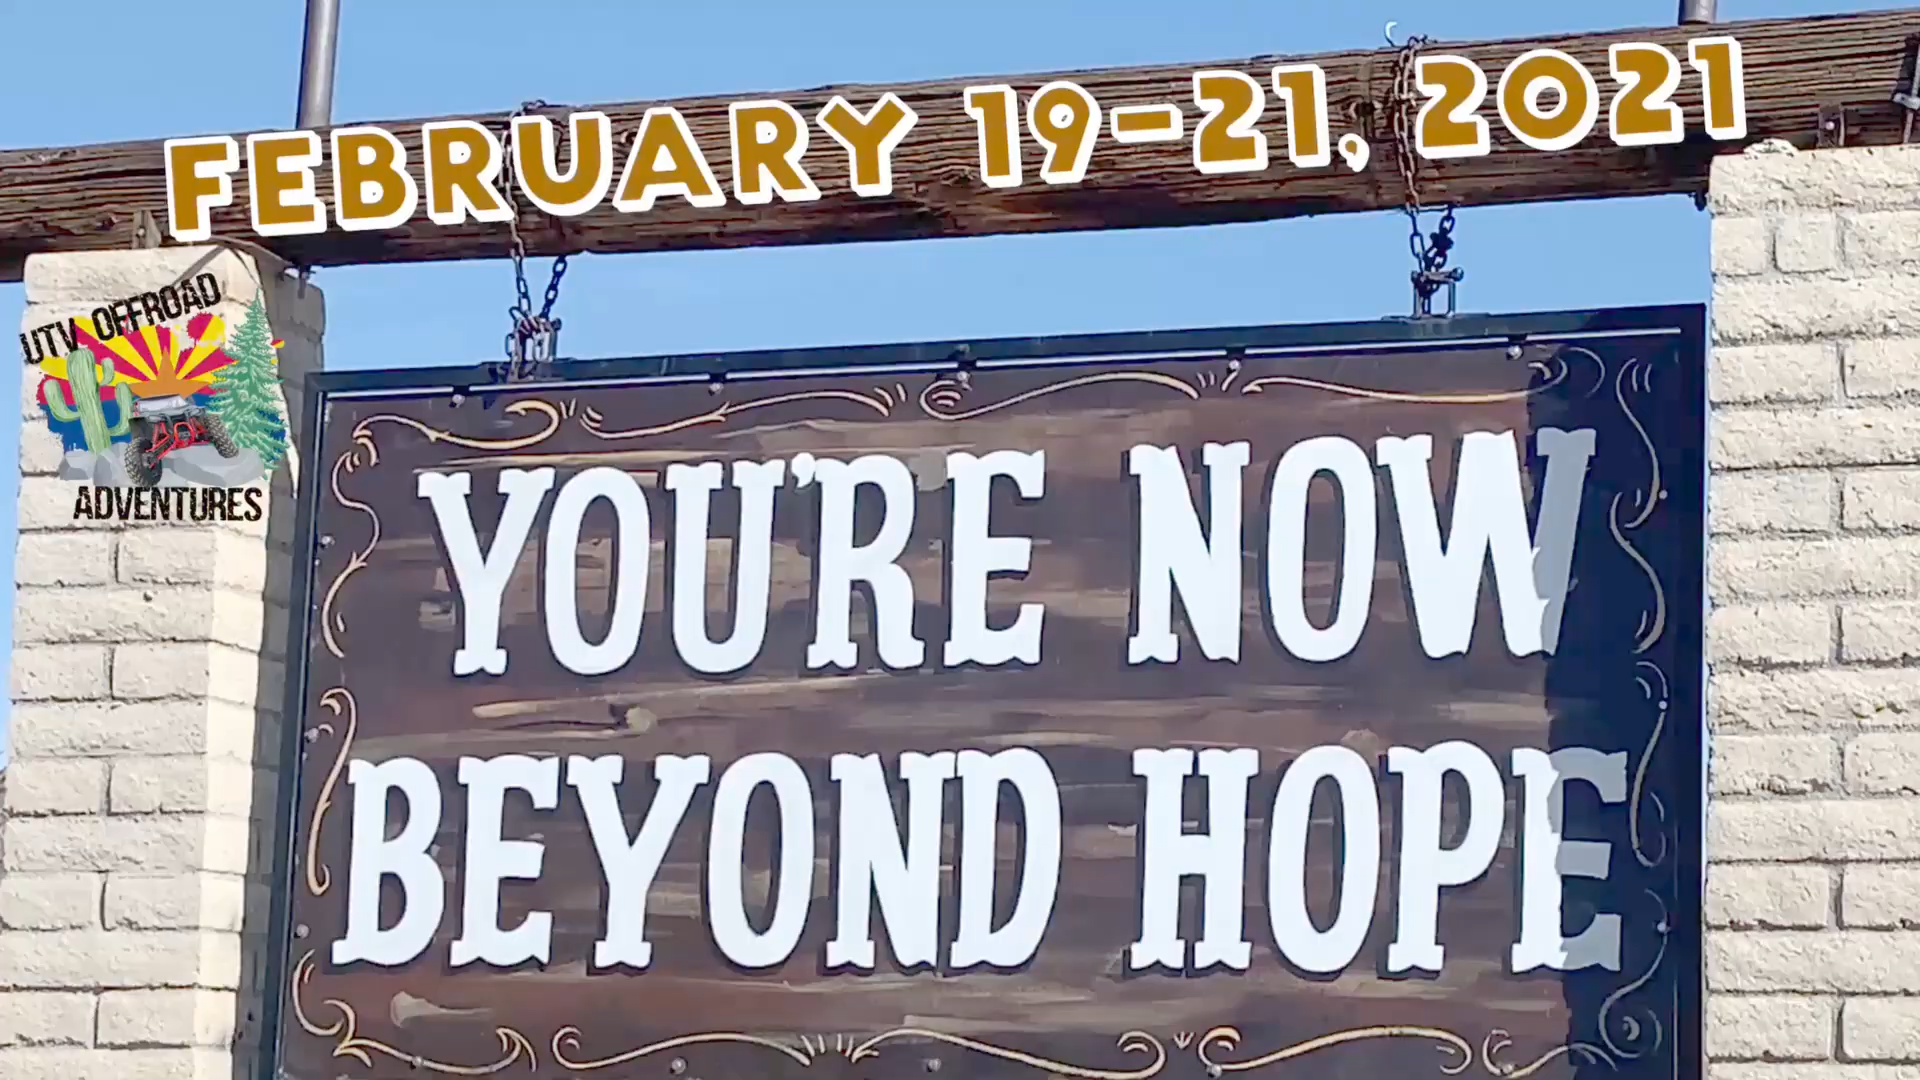 FEBRUARY 19-21, 2021
UTV OFFROAD
ADVENTURES
YOU'RE NOW
BEYOND HOPE